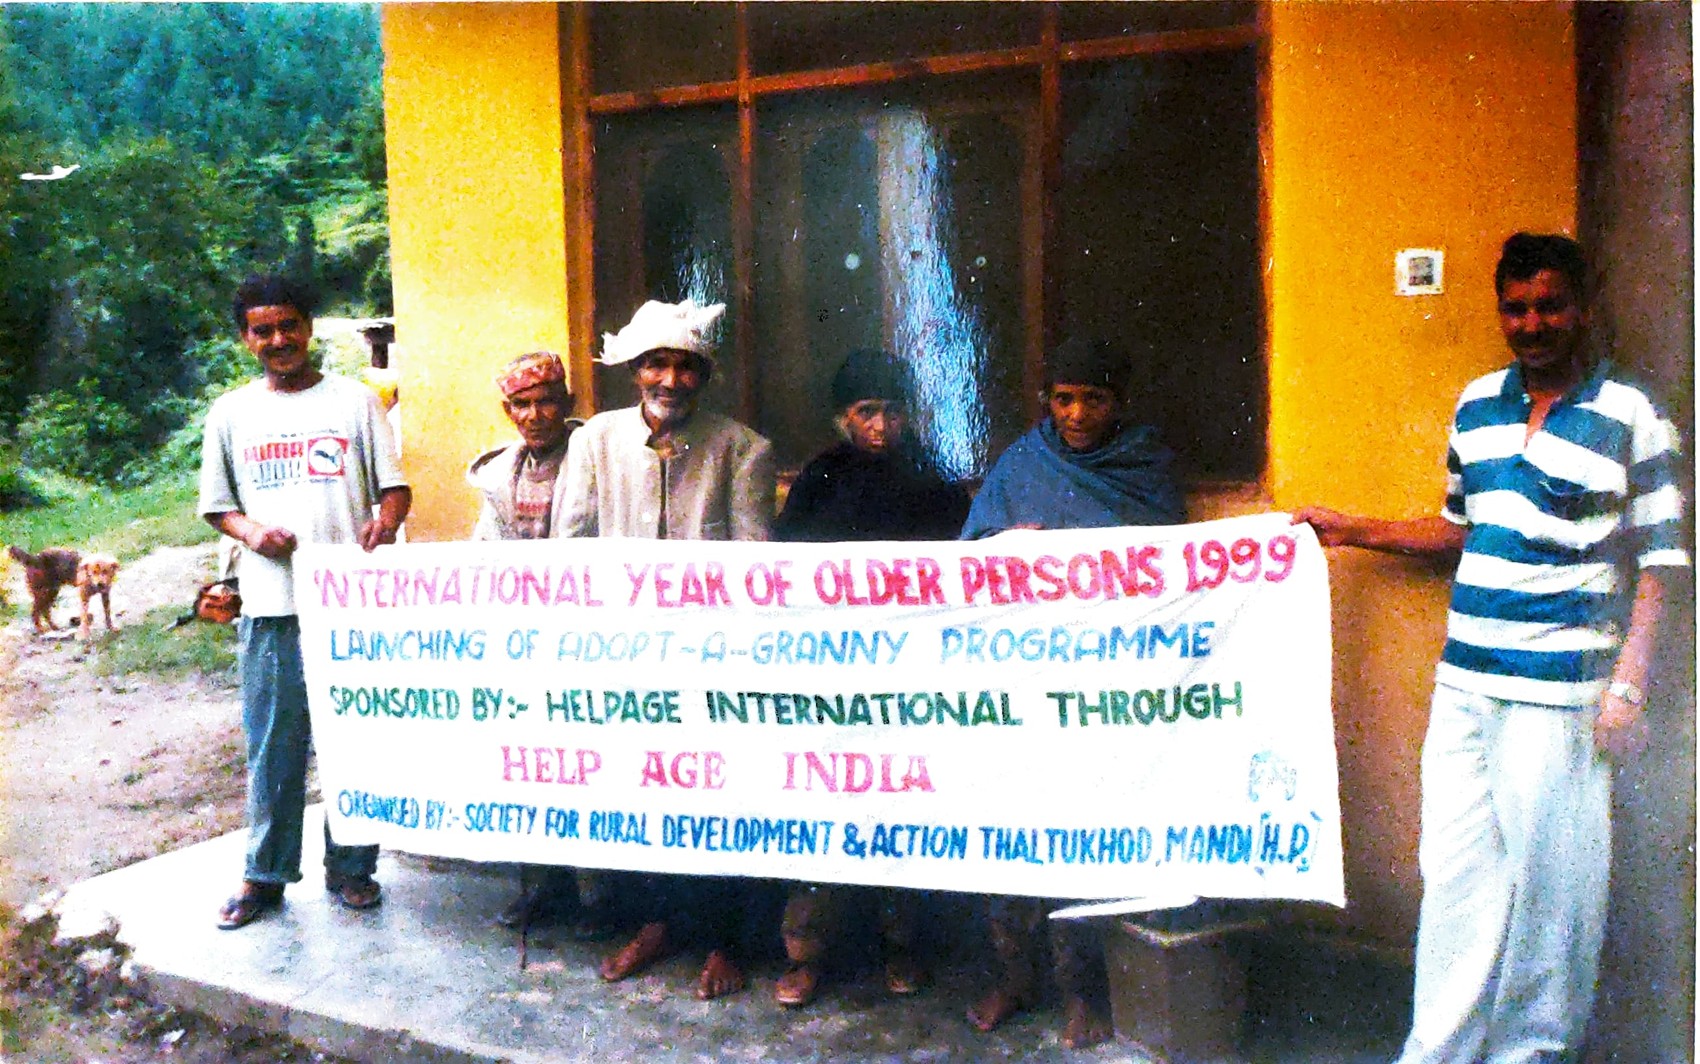 INTERNATIONAL YEAR OF OLDER PERSONS 1999
LAUNCHING OF ADOPT-A-GRANNY PROGRAMME
SPONSORED BY:- HELPAGE INTERNATIONAL THROUGH
HELP AGE INDIA
ORGANISED BY:- SOCIETY FOR RURAL DEVELOPMENT & ACTION THALTUKHOD, MANDI [H.P.]